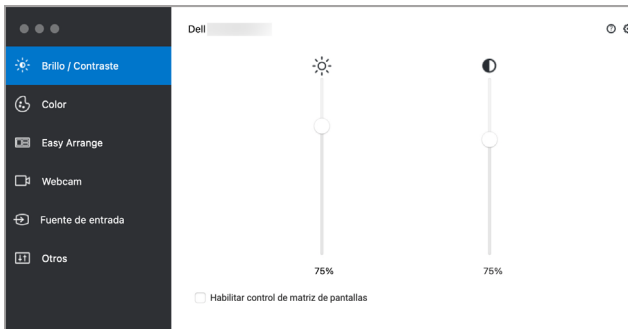 Dell
Brillo / Contraste
Color
Easy Arrange
Webcam
Fuente de entrada
Otros
75%
75%
Habilitar control de matriz de pantallas